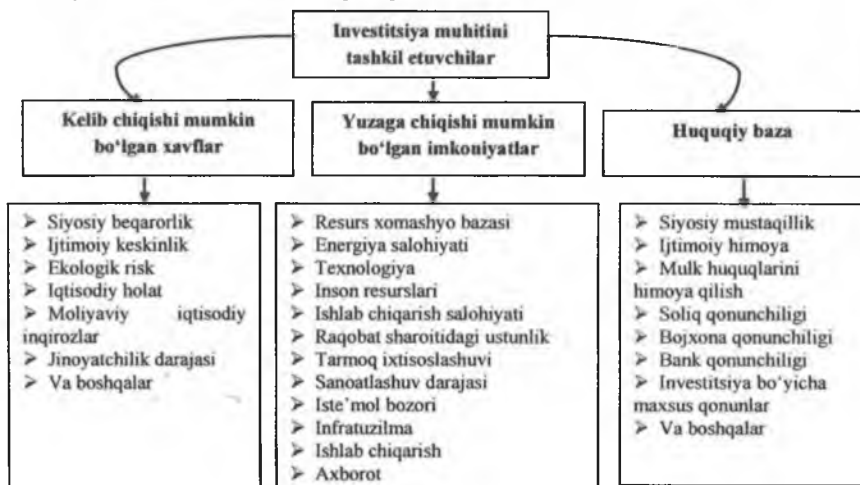 Investitsiya muhitini
tashkil etuvchilar
Kelib chiqishi mumkin
bo‘lgan xavflar
Yuzaga chiqishi mumkin
bo‘lgan imkoniyatlar
Huquqiy baza
➤ Siyosiy beqarorlik
➤ Ijtimoiy keskinlik
➤ Ekologik risk
➤ Iqtisodiy holat
➤ Moliyaviy iqtisodiy
inqirozlar
➤ Jinoyatchilik darajasi
➤ Va boshqalar
➤ Resurs xomashyo bazasi
➤ Energiya salohiyati
➤ Texnologiya
➤ Inson resurslari
➤ Ishlab chiqarish salohiyati
➤ Raqobat sharoitidagi ustunlik
➤ Tarmoq ixtisoslashuvi
➤ Sanoatlashuv darajasi
➤ Iste’mol bozori
➤ Infratuzilma
➤ Ishlab chiqarish
➤ Axborot
➤ Siyosiy mustaqillik
➤ Ijtimoiy himoya
➤ Mulk huquqlarini
himoya qilish
➤ Soliq qonunchiligi
➤ Bojxona qonunchiligi
➤ Bank qonunchiligi
➤ Investitsiya bo‘yicha
maxsus qonunlar
➤ Va boshqalar